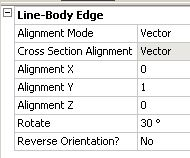 Line-Body Edge
Alignment Mode Vector
Cross Section Alignment Vector
Alignment X 0
Alignment Y 1
Alignment Z 0
Rotate 30 °
Reverse Orientation? No